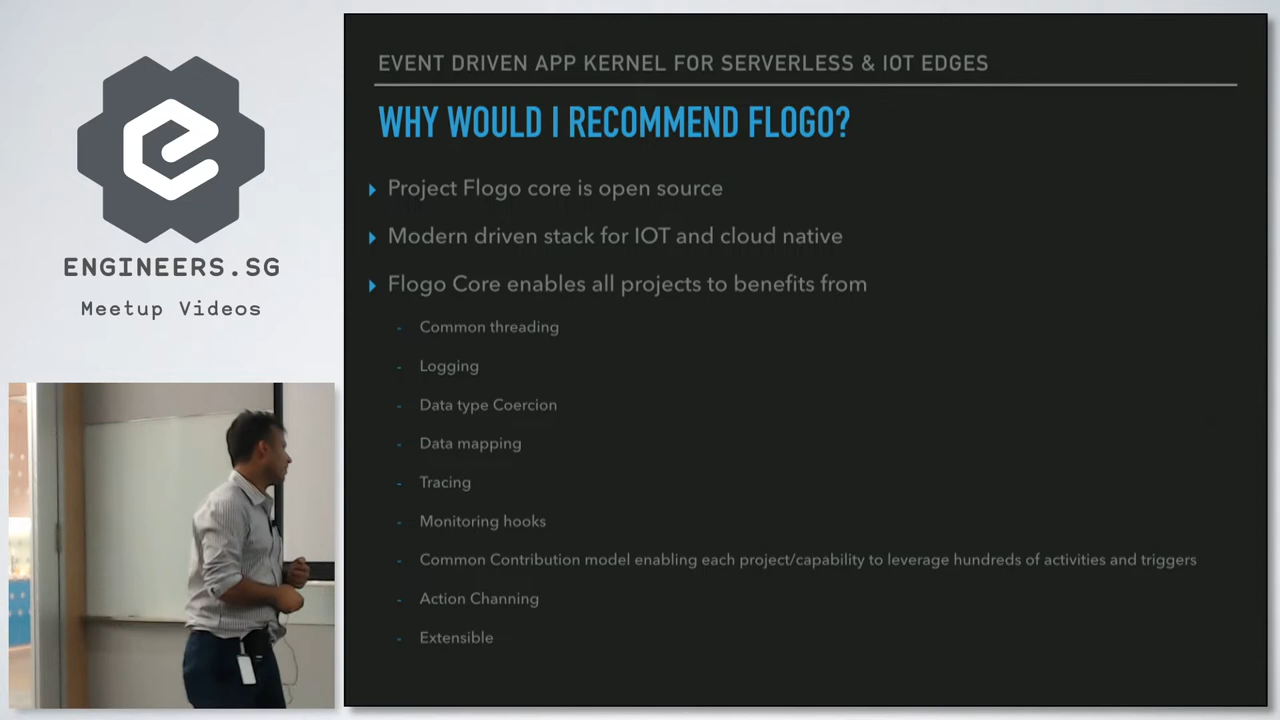 ENGINEERS.SG
Meetup Videos
EVENT DRIVEN APP KERNEL FOR SERVERLESS & IOT EDGES
WHY WOULD I RECOMMEND FLOGO?
Project Flogo core is open source
Modern driven stack for IOT and cloud native
Flogo Core enables all projects to benefits from
- Common threading
- Logging
- Data type Coercion
- Data mapping
- Tracing
- Monitoring hooks
- Common Contribution model enabling each project/capability to leverage hundreds of activities and triggers
- Action Channing
- Extensible